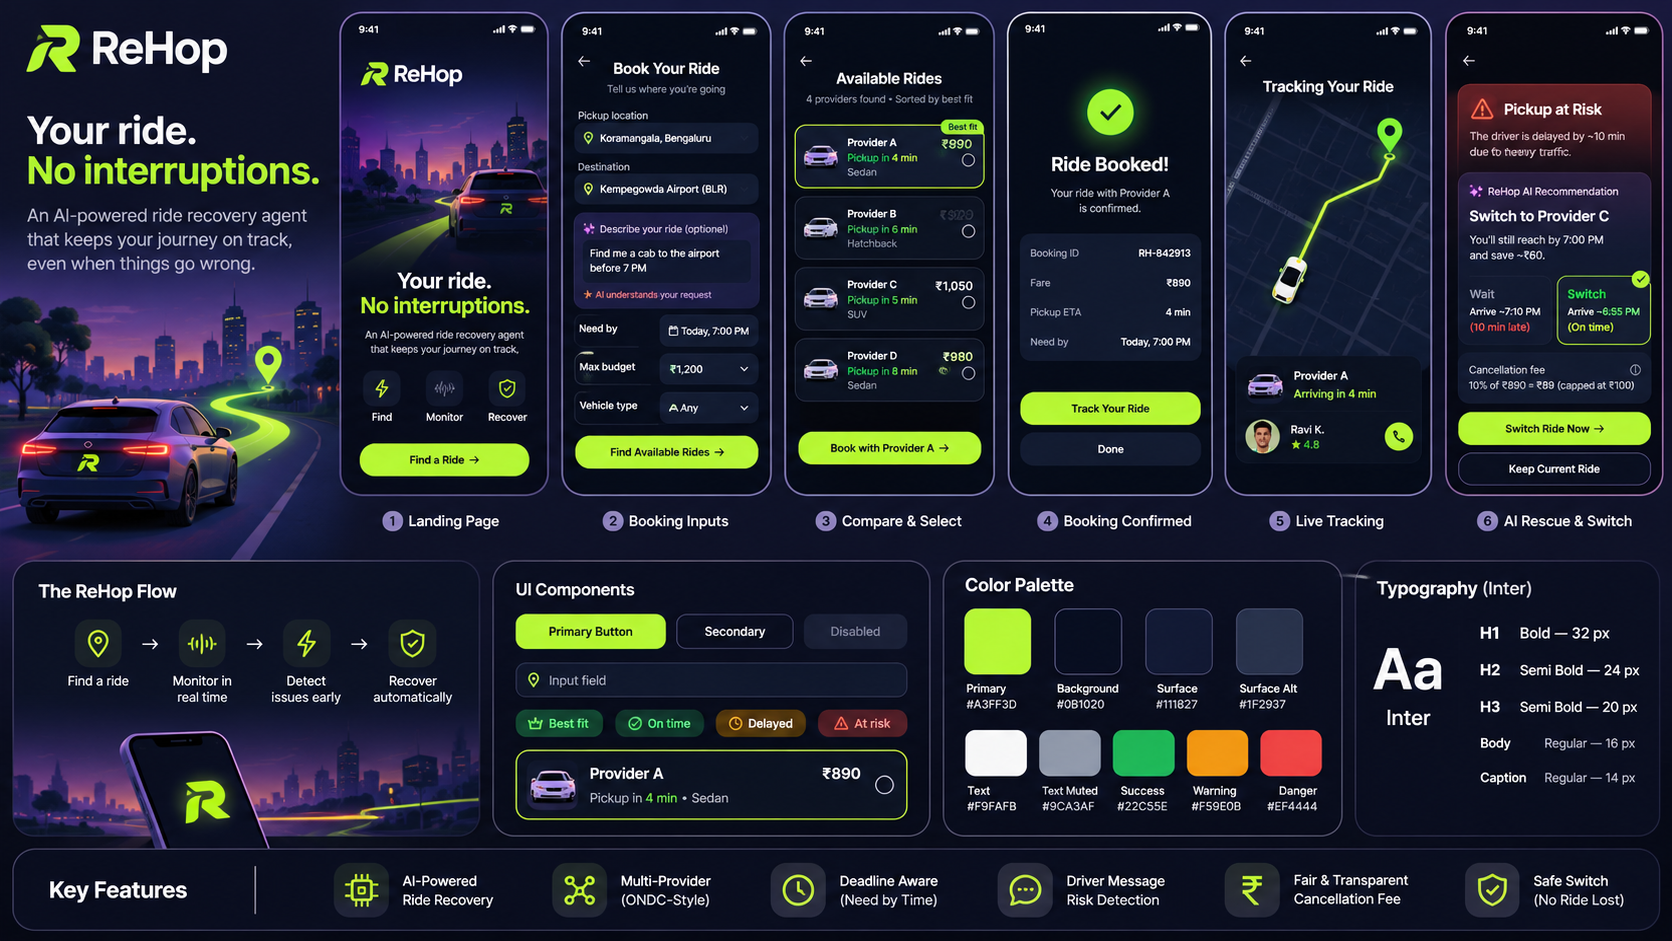 ReHop
Your ride.
No interruptions.
An AI-powered ride recovery agent
that keeps your journey on track,
even when things go wrong.
9:41
ReHop
Your ride.
No interruptions.
An AI-powered ride recovery agent
that keeps your journey on track,
Find
Monitor
Recover
Find a Ride →
1 Landing Page
9:41
←
Book Your Ride
Tell us where you're going
Pickup location
Koramangala, Bengaluru
Destination
Kempegowda Airport (BLR)
Describe your ride (optionel)
Find me a cab to the airport
before 7 PM
AI understands your request
Need by
Today, 7:00 PM
Max budget
₹1,200
Vehicle type
Any
Find Available Rides →
2 Booking Inputs
9:41
←
Available Rides
4 providers found • Sorted by best fit
Best fit
Provider A
₹890
Pickup in 4 min
Sedan
Provider B
Pickup in 6 min
Hatchback
Provider C
₹1,050
Pickup in 5 min
SUV
Provider D
₹980
Pickup in 8 min
Sedan
Book with Provider A →
3 Compare & Select
9:41
Ride Booked!
Your ride with Provider A
is confirmed.
Booking ID RH-842913
Fare ₹890
Pickup ETA 4 min
Need by Today, 7:00 PM
Track Your Ride
Done
4 Booking Confirmed
9:41
←
Tracking Your Ride
Provider A
Arriving in 4 min
Ravi K.
★ 4.8
5 Live Tracking
9:41
←
Pickup at Risk
The driver is delayed by ~10 min
due to heavy traffic.
ReHop AI Recommendation
Switch to Provider C
You'll still reach by 7:00 PM
and save ~₹60.
Wait
Arrive ~7:10 PM
(10 min late)
Switch
Arrive ~6:55 PM
(On time)
Cancellation fee
10% of ₹890 = ₹89 (capped at ₹100)
Switch Ride Now →
Keep Current Ride
6 AI Rescue & Switch
The ReHop Flow
Find a ride
→
Monitor in
real time
→
Detect
issues early
→
Recover
automatically
UI Components
Primary Button
Secondary
Disabled
Input field
Best fit
On time
Delayed
At risk
Provider A
₹890
Pickup in 4 min • Sedan
Color Palette
Primary
#A3FF3D
Background
#0B1020
Surface
#111827
Surface Alt
#1F2937
Text
#F9FAFB
Text Muted
#9CA3AF
Success
#22C55E
Warning
#F59E0B
Danger
#EF4444
Typography (Inter)
Aa
Inter
H1 Bold — 32 px
H2 Semi Bold — 24 px
H3 Semi Bold — 20 px
Body Regular — 16 px
Caption Regular — 14 px
Key Features
AI-Powered
Ride Recovery
Multi-Provider
(ONDC-Style)
Deadline Aware
(Need by Time)
Driver Message
Risk Detection
₹
Fair & Transparent
Cancellation Fee
Safe Switch
(No Ride Lost)